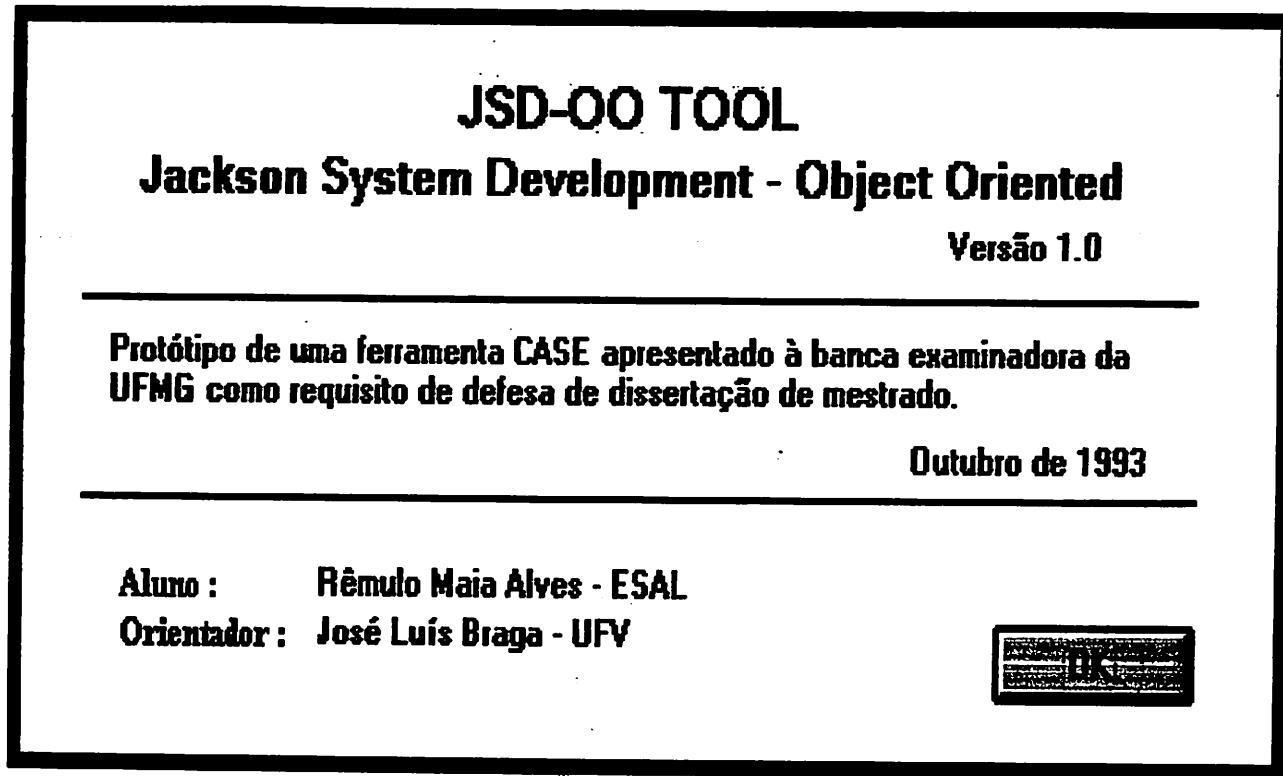 JSD-OO TOOL
Jackson System Development - Object Oriented
Versão 1.0
Protótipo de uma ferramenta CASE apresentado à banca examinadora da
UFMG como requisito de defesa de dissertação de mestrado.
Outubro de 1993
Aluno : Rêmulo Maia Alves - ESAL
Orientador : José Luís Braga - UFV
OK